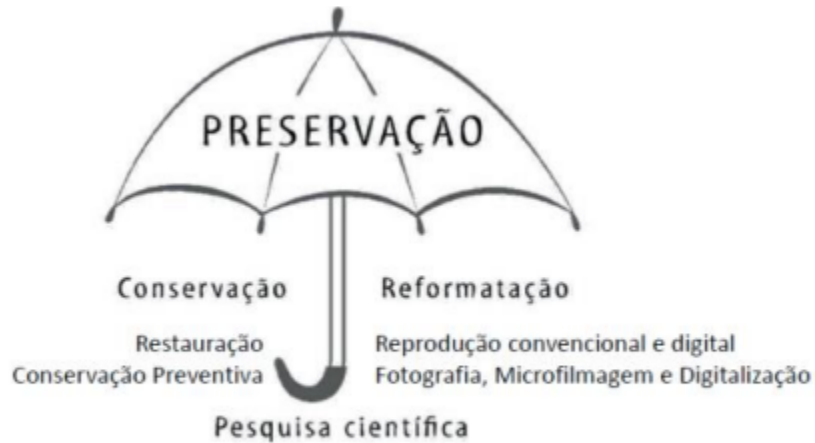 PRESERVAÇÃO
Conservação
Restauração
Conservação Preventiva
Reformatação
Reprodução convencional e digital
Fotografia, Microfilmagem e Digitalização
Pesquisa científica